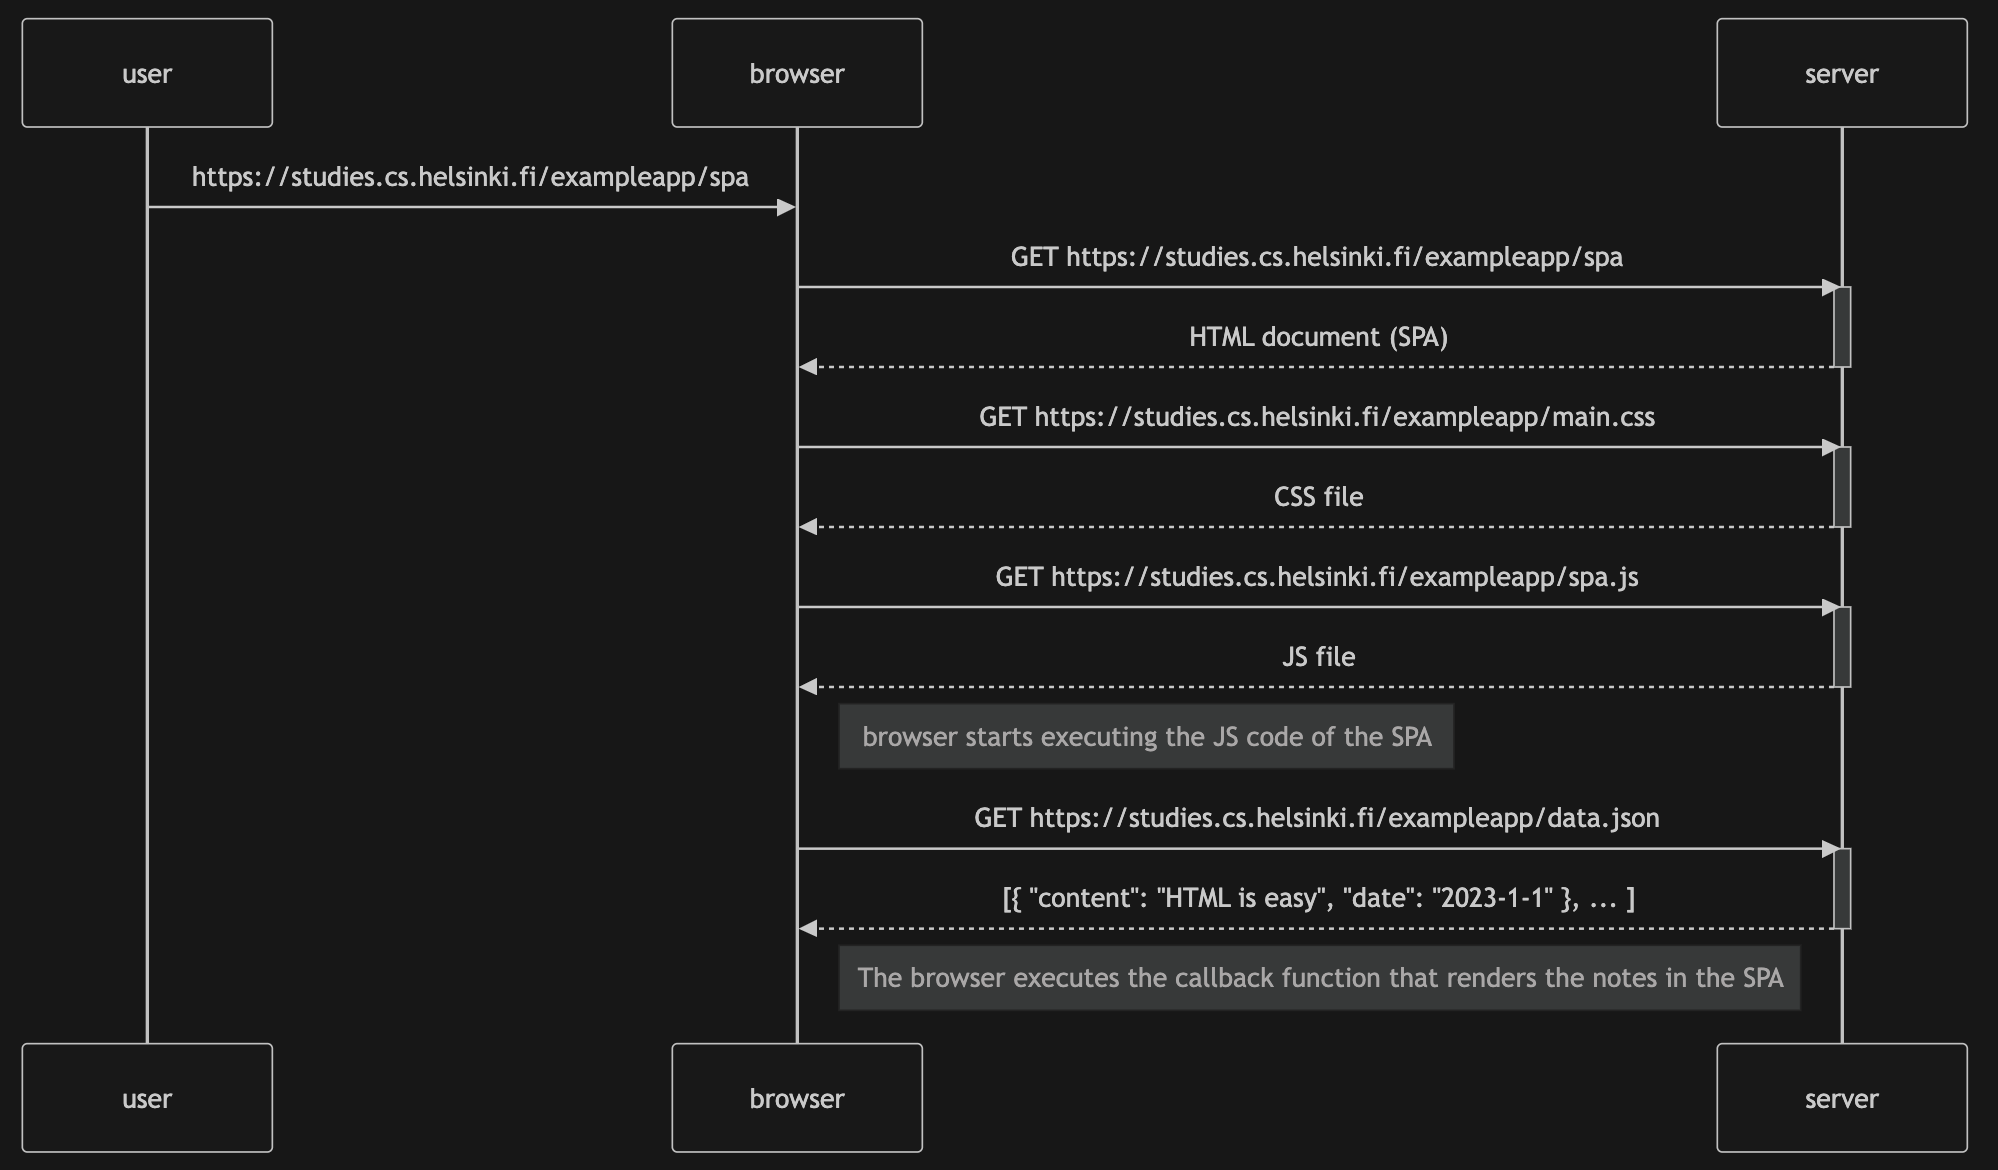 user
browser
server
https://studies.cs.helsinki.fi/exampleapp/spa
GET https://studies.cs.helsinki.fi/exampleapp/spa
HTML document (SPA)
GET https://studies.cs.helsinki.fi/exampleapp/main.css
CSS file
GET https://studies.cs.helsinki.fi/exampleapp/spa.js
JS file
browser starts executing the JS code of the SPA
GET https://studies.cs.helsinki.fi/exampleapp/data.json
[{ "content": "HTML is easy", "date": "2023-1-1" }, ... ]
The browser executes the callback function that renders the notes in the SPA
user
browser
server